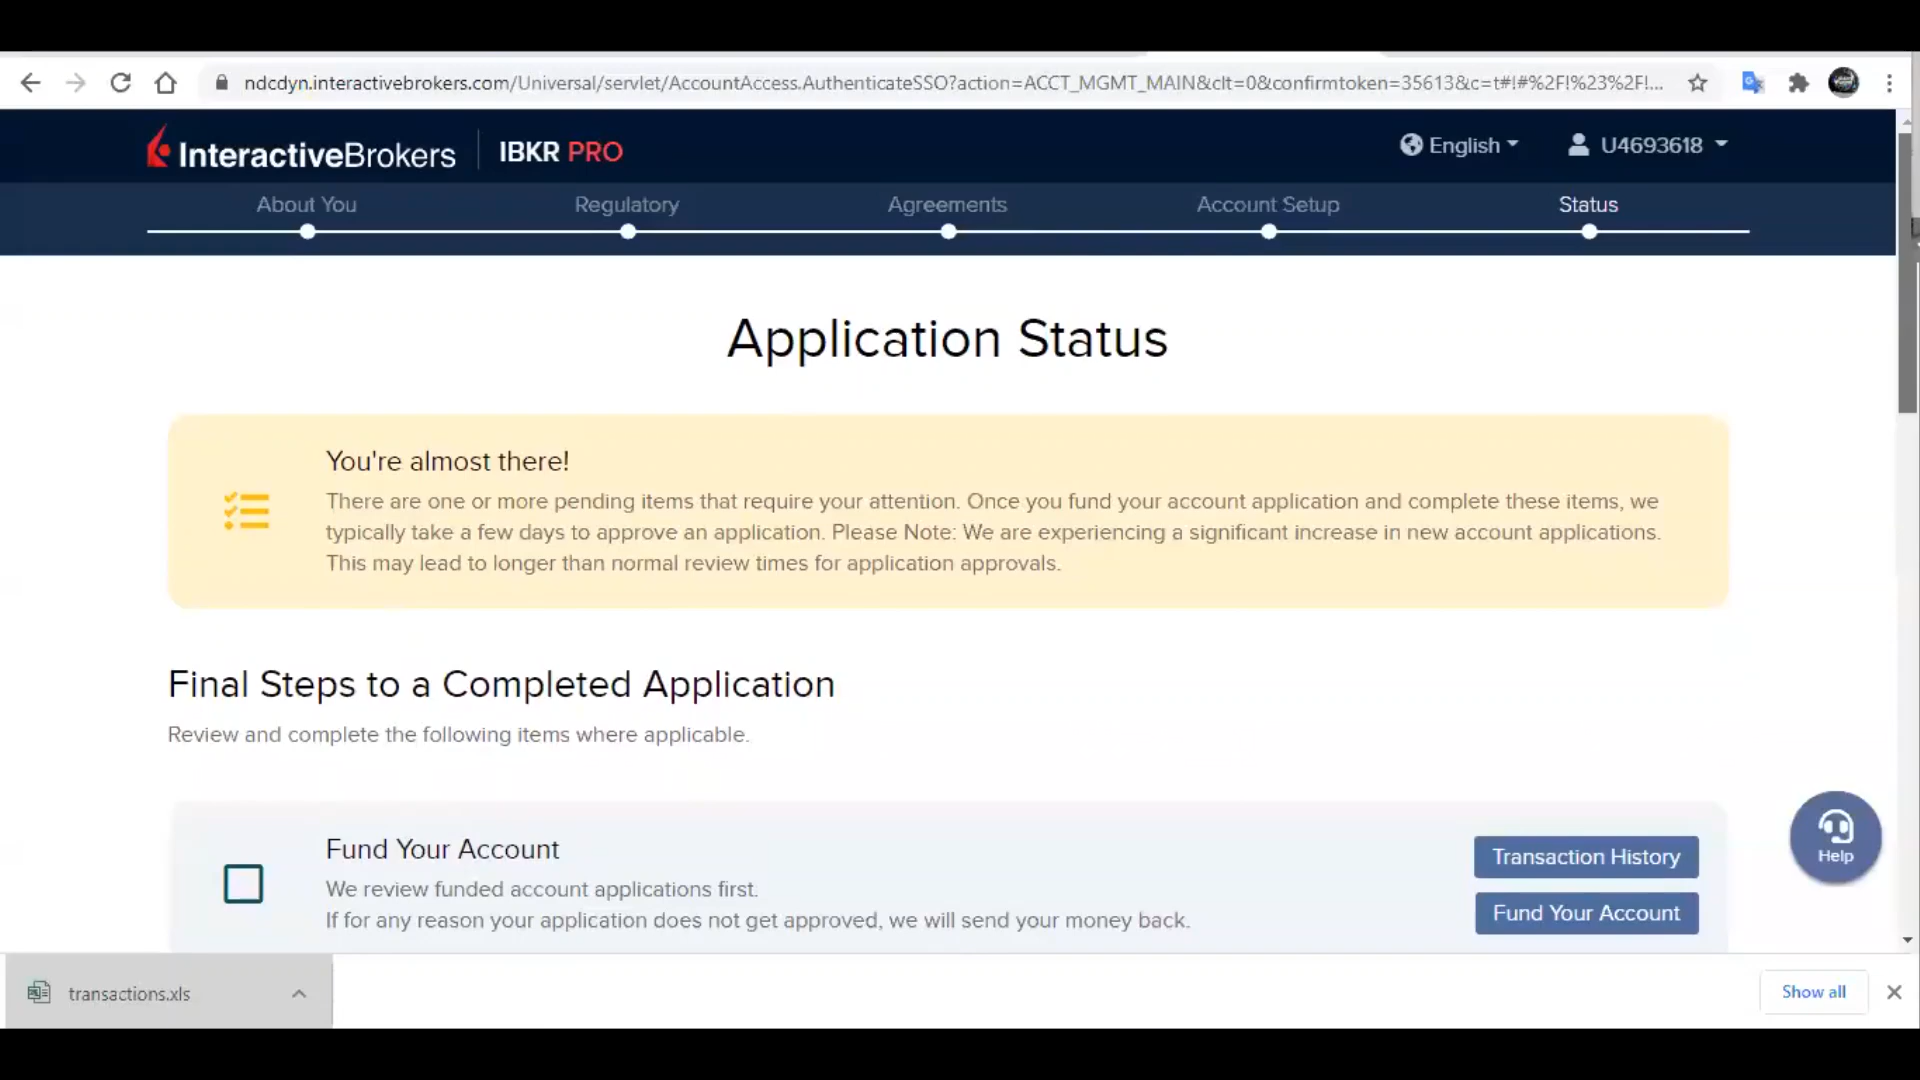 ndcdyn.interactivebrokers.com/Universal/servlet/AccountAccess.AuthenticateSSO?action=ACCT_MGMT_MAIN&clt=0&confirmtoken=35613&c=t#!#%2F!%23%2F!...
InteractiveBrokers IBKR PRO English U4693618
About You Regulatory Agreements Account Setup Status
Application Status
You're almost there!
There are one or more pending items that require your attention. Once you fund your account application and complete these items, we
typically take a few days to approve an application. Please Note: We are experiencing a significant increase in new account applications.
This may lead to longer than normal review times for application approvals.
Final Steps to a Completed Application
Review and complete the following items where applicable.
Fund Your Account
We review funded account applications first.
If for any reason your application does not get approved, we will send your money back.
Transaction History
Fund Your Account
Help
transactions.xls
Show all